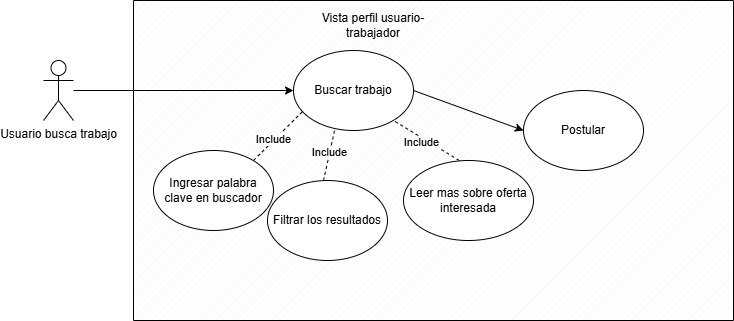 Vista perfil usuario-
trabajador
Buscar trabajo
Usuario busca trabajo
Postular
Include
Include
Include
Ingresar palabra
clave en buscador
Filtrar los resultados
Leer mas sobre oferta
interesada